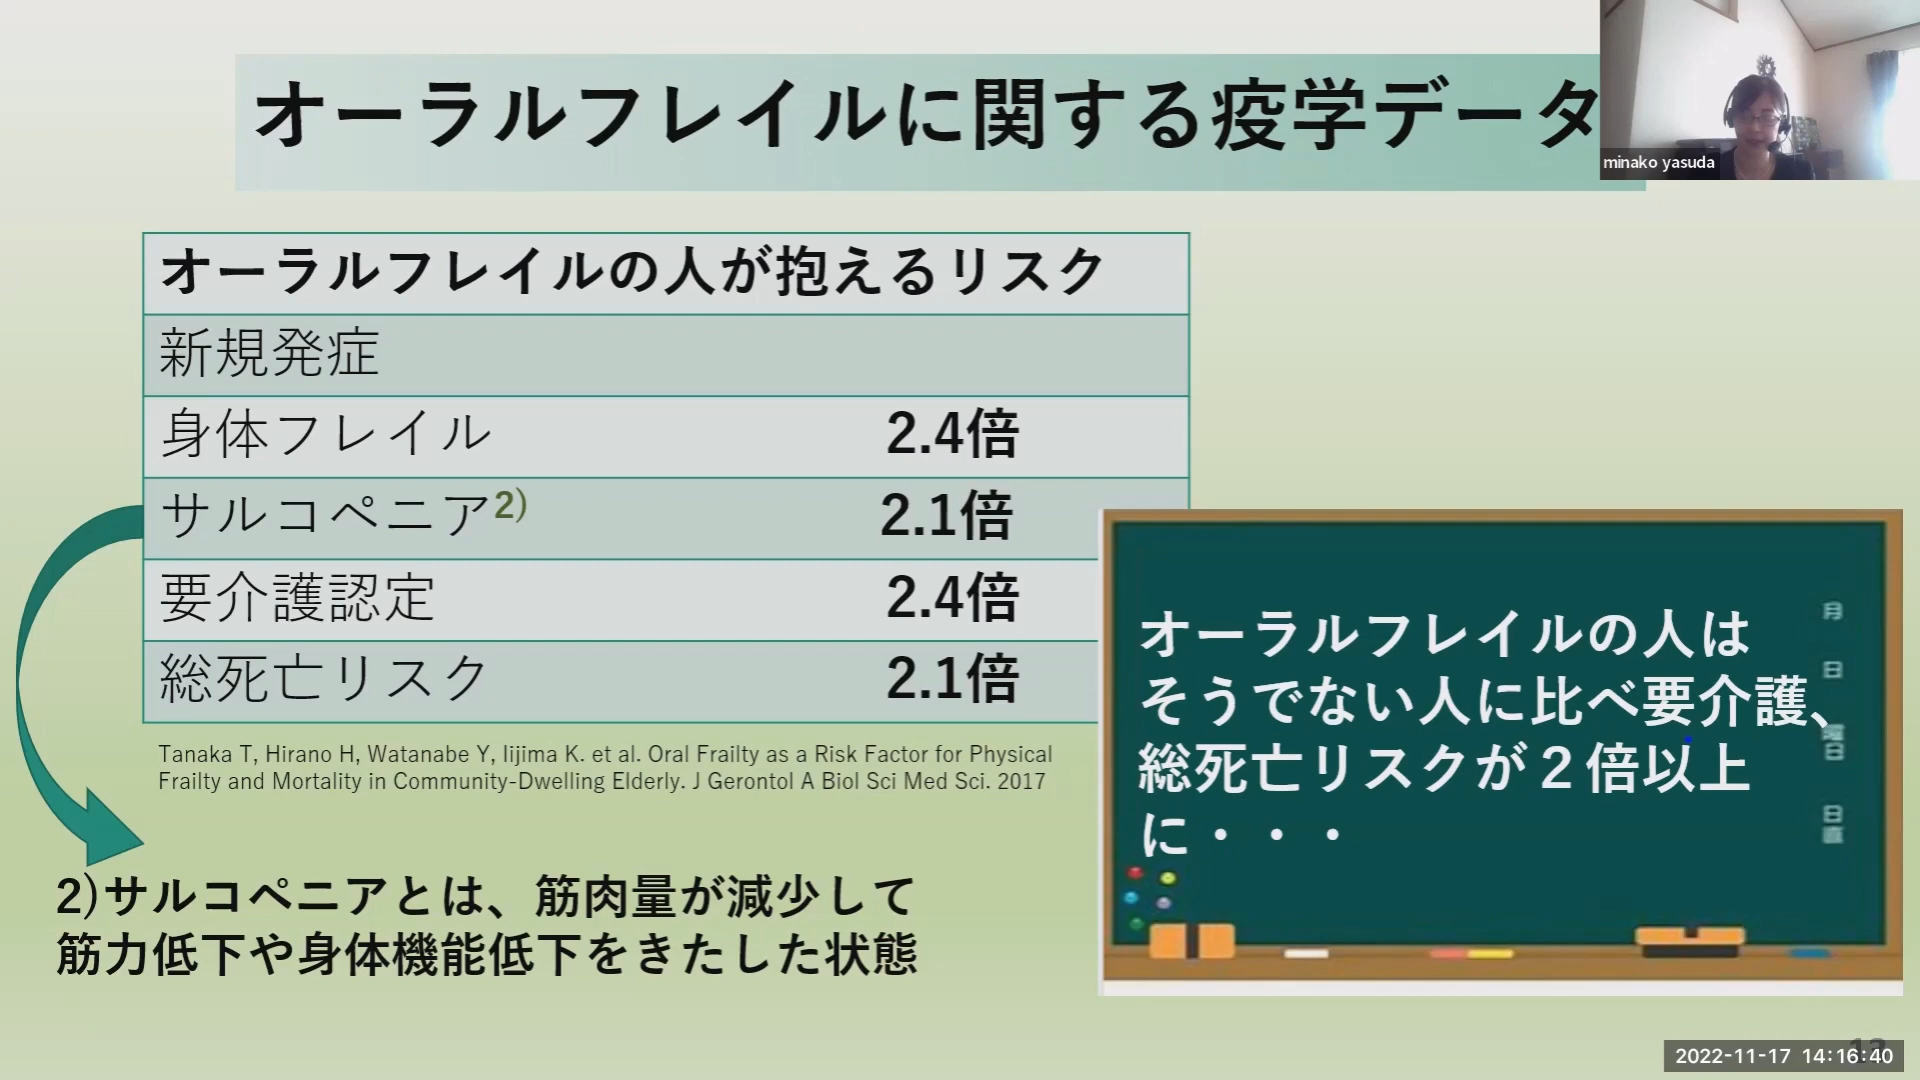 オーラルフレイルに関する疫学データ
minako yasuda
オーラルフレイルの人が抱えるリスク
新規発症
身体フレイル 2.4倍
サルコペニア2) 2.1倍
要介護認定 2.4倍
総死亡リスク 2.1倍
Tanaka T, Hirano H, Watanabe Y, Iijima K. et al. Oral Frailty as a Risk Factor for Physical
Frailty and Mortality in Community-Dwelling Elderly. J Gerontol A Biol Sci Med Sci. 2017
2)サルコペニアとは、筋肉量が減少して
筋力低下や身体機能低下をきたした状態
オーラルフレイルの人は
そうでない人に比べ要介護、
総死亡リスクが２倍以上
に・・・
月
日
曜
日
日
直
2022-11-17 14:16:40